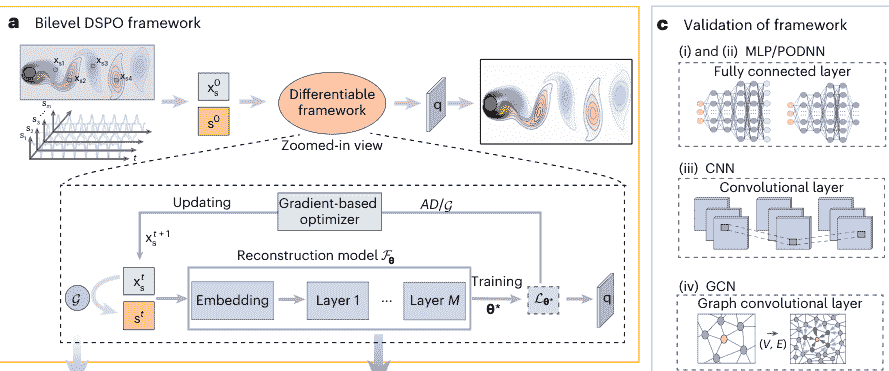 a Bilevel DSPO framework
x_s1
x_s3
x_s2
x_s4
s_m
s_3
s_2
s_1
t
x_s^0
s^0
Differentiable
framework
Zoomed-in view
q
Updating
Gradient-based
optimizer
AD/𝒢
x_s^{t+1}
Reconstruction model ℱ_θ
𝒢
x_s^t
s^t
Embedding
Layer 1
...
Layer M
Training
θ*
ℒ_θ*
q
c Validation of framework
(i) and (ii) MLP/PODNN
Fully connected layer
(iii) CNN
Convolutional layer
(iv) GCN
Graph convolutional layer
(V, E)